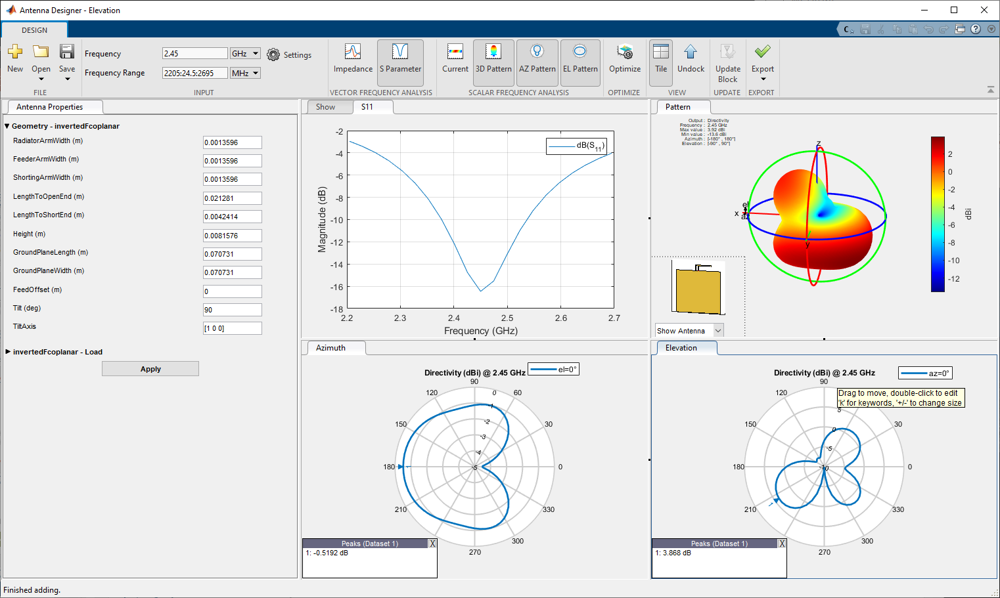 Antenna Designer - Elevation
DESIGN
New
Open
Save
FILE
Frequency
2.45
GHz
Settings
Frequency Range
2205:24.5:2695
MHz
INPUT
Impedance
S Parameter
VECTOR FREQUENCY ANALYSIS
Current
3D Pattern
AZ Pattern
EL Pattern
SCALAR FREQUENCY ANALYSIS
Optimize
OPTIMIZE
Tile
Undock
VIEW
Update
Block
UPDATE
Export
EXPORT
Antenna Properties
Geometry - invertedFcoplanar
RadiatorArmWidth (m)
0.0013596
FeederArmWidth (m)
0.0013596
ShortingArmWidth (m)
0.0013596
LengthToOpenEnd (m)
0.021281
LengthToShortEnd (m)
0.0042414
Height (m)
0.0081576
GroundPlaneLength (m)
0.070731
GroundPlaneWidth (m)
0.070731
FeedOffset (m)
0
Tilt (deg)
90
TiltAxis
[1 0 0]
invertedFcoplanar - Load
Apply
Show
S11
-2
-4
-6
-8
-10
-12
-14
-16
-18
Magnitude (dB)
dB(S11)
2.2
2.3
2.4
2.5
2.6
2.7
Frequency (GHz)
Pattern
Output : Directivity
Frequency : 2.45 GHz
Max value : 3.92 dBi
Min value : -13.6 dBi
Azimuth : [-180° , 180°]
Elevation : [-90° , 90°]
z
x
el
az
y
2
0
-2
-4
-6
-8
-10
-12
dBi
Show Antenna
Azimuth
Directivity (dBi) @ 2.45 GHz
el=0°
90
120
60
150
30
180
0
210
330
300
270
0
-1
-2
-3
-4
-5
1
Peaks (Dataset 1)
X
1: -0.5192 dB
Elevation
Directivity (dBi) @ 2.45 GHz
az=0°
90
120
Drag to move, double-click to edit
'k' for keywords, '+/-' to change size
150
30
180
0
210
330
300
270
5
0
-5
-10
1
Peaks (Dataset 1)
X
1: 3.868 dB
Finished adding.